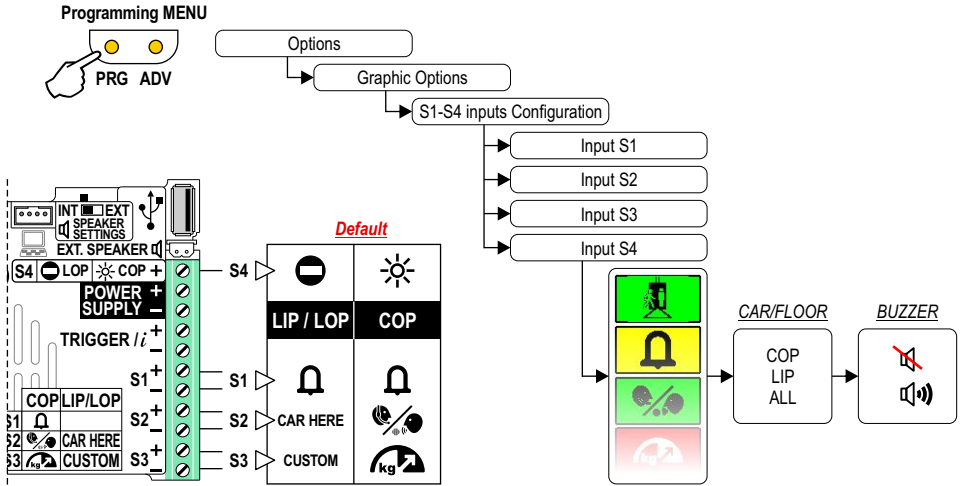 Programming MENU
PRG ADV
Options
Graphic Options
S1-S4 inputs Configuration
Input S1
Input S2
Input S3
Input S4
INT EXT
SPEAKER
SETTINGS
EXT. SPEAKER
S4 LOP COP +
POWER +
SUPPLY −
TRIGGER / i +
−
S1 +
−
S2 +
−
S3 +
−
COP LIP/LOP
S1
S2 CAR HERE
S3 kg CUSTOM
Default
S4
LIP / LOP COP
S1
S2 CAR HERE
S3 CUSTOM kg
kg
CAR/FLOOR
COP
LIP
ALL
BUZZER